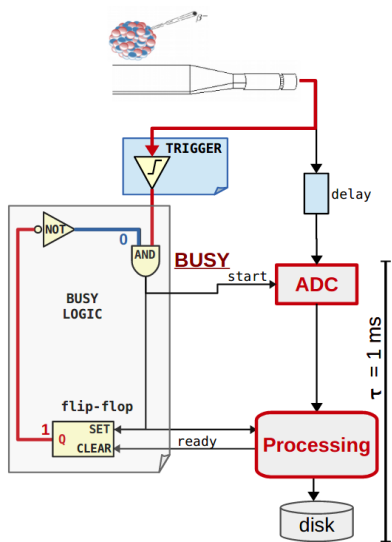 β⁻
TRIGGER
delay
NOT
0
AND
BUSY
BUSY
LOGIC
start
ADC
τ = 1 ms
flip-flop
1
Q
SET
CLEAR
ready
Processing
disk